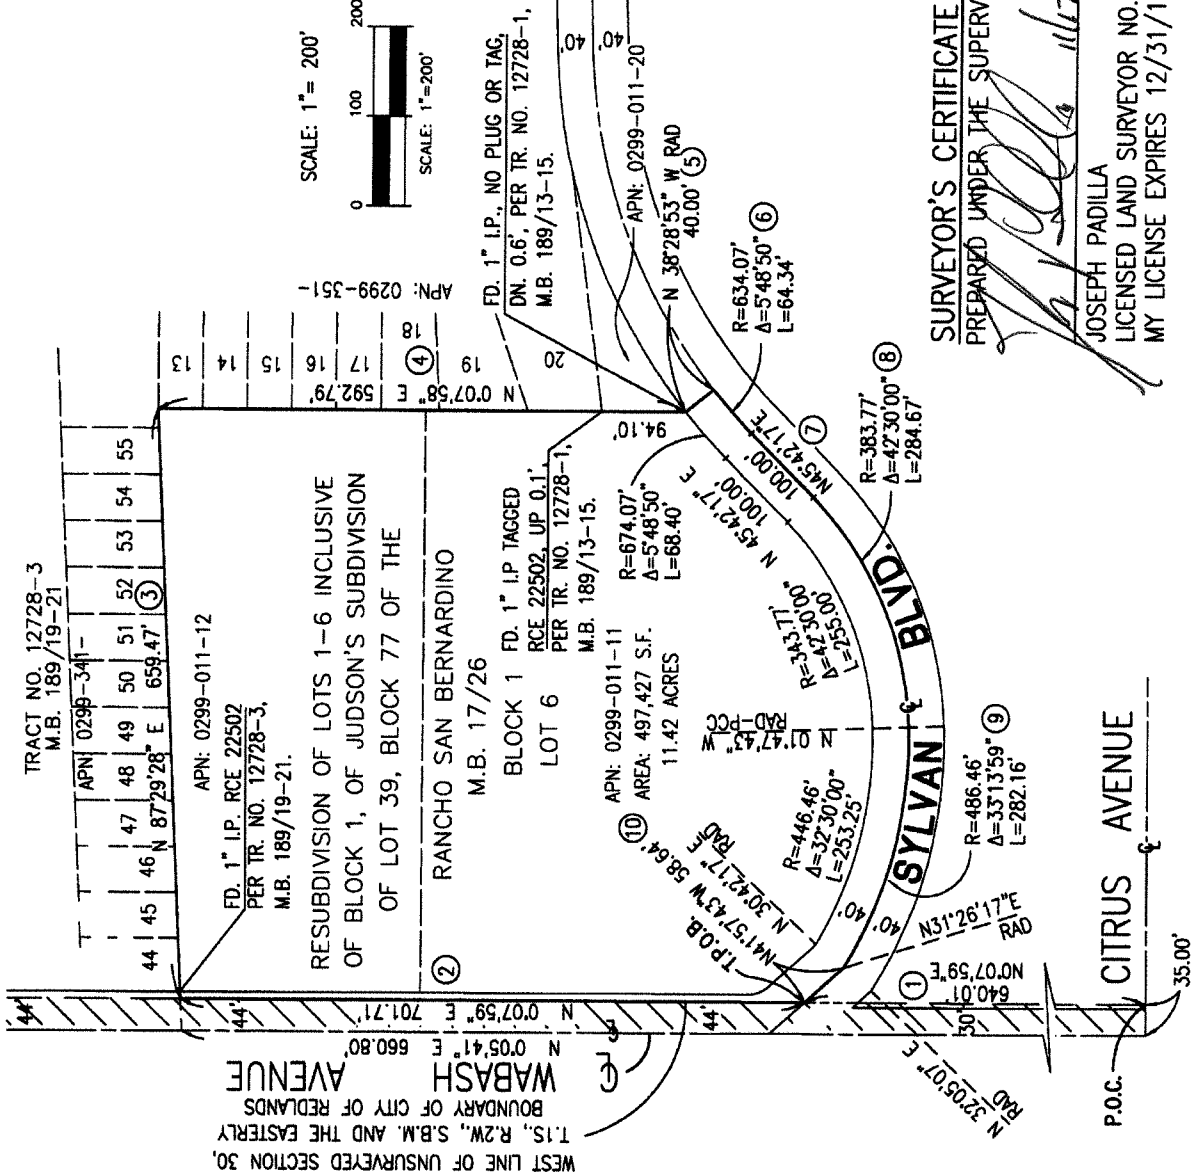 TRACT NO. 12728-3
M.B. 189/19-21
APN: 0299-341-
44
45
46
47
48
49
50
51
52
53
54
55
N 87°29'28" E 659.47' ③
APN: 0299-011-12
FD. 1" I.P. RCE 22502
PER TR. NO. 12728-3,
M.B. 189/19-21.
RESUBDIVISION OF LOTS 1-6 INCLUSIVE
OF BLOCK 1, OF JUDSON'S SUBDIVISION
OF LOT 39, BLOCK 77 OF THE
RANCHO SAN BERNARDINO
M.B. 17/26
BLOCK 1
LOT 6
②
13
14
15
16
17
18
19
20
④
N 0°07'58" E 592.79'
94.10'
APN: 0299-351-
SCALE: 1"= 200'
0 100 200
SCALE: 1"=200'
FD. 1" I.P., NO PLUG OR TAG,
DN. 0.6', PER TR. NO. 12728-1,
M.B. 189/13-15.
40'
40'
APN: 0299-011-20
N 38°28'53" W RAD
40.00' ⑤
FD. 1" I.P TAGGED
RCE 22502, UP 0.1',
PER TR. NO. 12728-1,
M.B. 189/13-15.
R=674.07'
Δ=5°48'50"
L=68.40'
R=634.07'
Δ=5°48'50" ⑥
L=64.34'
N 45°42'17" E
100.00'
100.00'
N45°42'17"E ⑦
R=383.77'
Δ=42°30'00" ⑧
L=284.67'
R=343.77'
Δ=42°30'00"
L=255.00'
APN: 0299-011-11
⑩ AREA: 497,427 S.F.
11.42 ACRES
N 01°47'43" W
RAD-PCC
R=446.46'
Δ=32°30'00"
L=253.25'
R=486.46'
Δ=33°13'59" ⑨
L=282.16'
SYLVAN ℄ BLVD.
N 30°42'17" E
RAD
N41°57'43"W 58.64'
T.P.O.B.
40'
40'
N31°26'17"E
RAD
①
N0°07'59"E
640.01'
30'
N 32°05'07" E
RAD
44'
44'
44'
N 0°07'59" E 701.71'
N 0°05'41" E 660.80'
℄
WABASH AVENUE
WEST LINE OF UNSURVEYED SECTION 30,
T.1S., R.2W., S.B.M. AND THE EASTERLY
BOUNDARY OF CITY OF REDLANDS
P.O.C.
CITRUS AVENUE
℄
35.00'
SURVEYOR'S CERTIFICATE
PREPARED UNDER THE SUPERV
JOSEPH PADILLA
LICENSED LAND SURVEYOR NO.
MY LICENSE EXPIRES 12/31/1